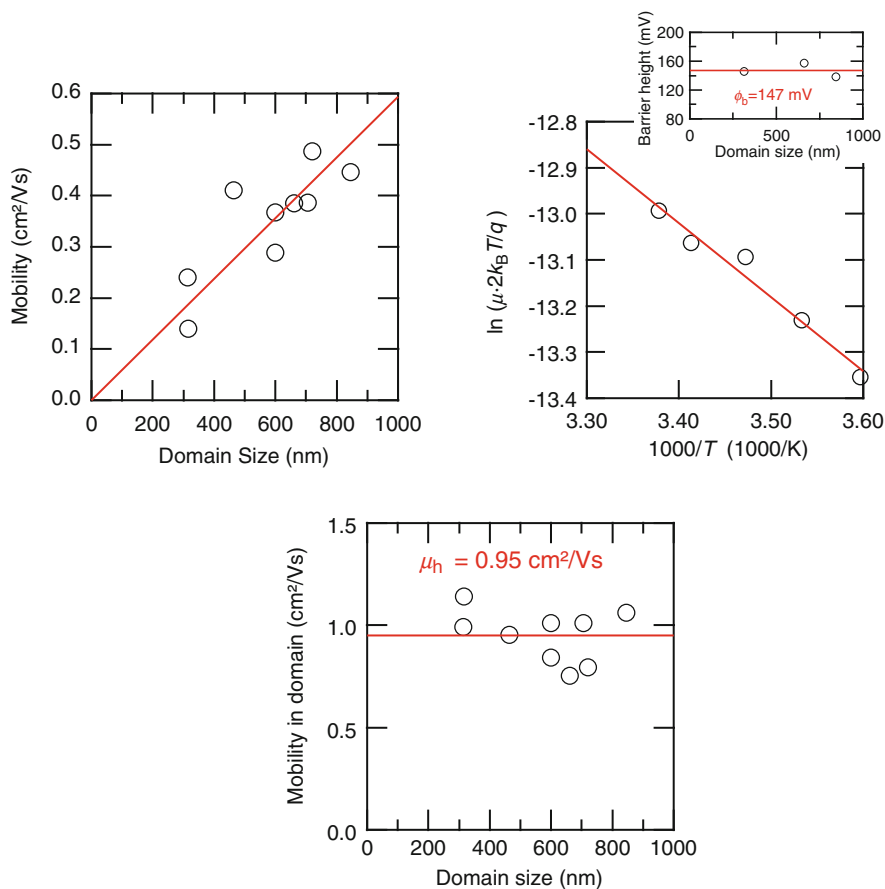 Mobility (cm²/Vs)
0.6
0.5
0.4
0.3
0.2
0.1
0.0
0 200 400 600 800 1000
Domain Size (nm)
Barrier height (mV)
200
160
120
80
ϕb=147 mV
0 500 1000
Domain size (nm)
ln (μ·2kBT/q)
-12.8
-12.9
-13.0
-13.1
-13.2
-13.3
-13.4
3.30 3.40 3.50 3.60
1000/T (1000/K)
Mobility in domain (cm²/Vs)
1.5
1.0
0.5
0.0
μh = 0.95 cm²/Vs
0 200 400 600 800 1000
Domain size (nm)